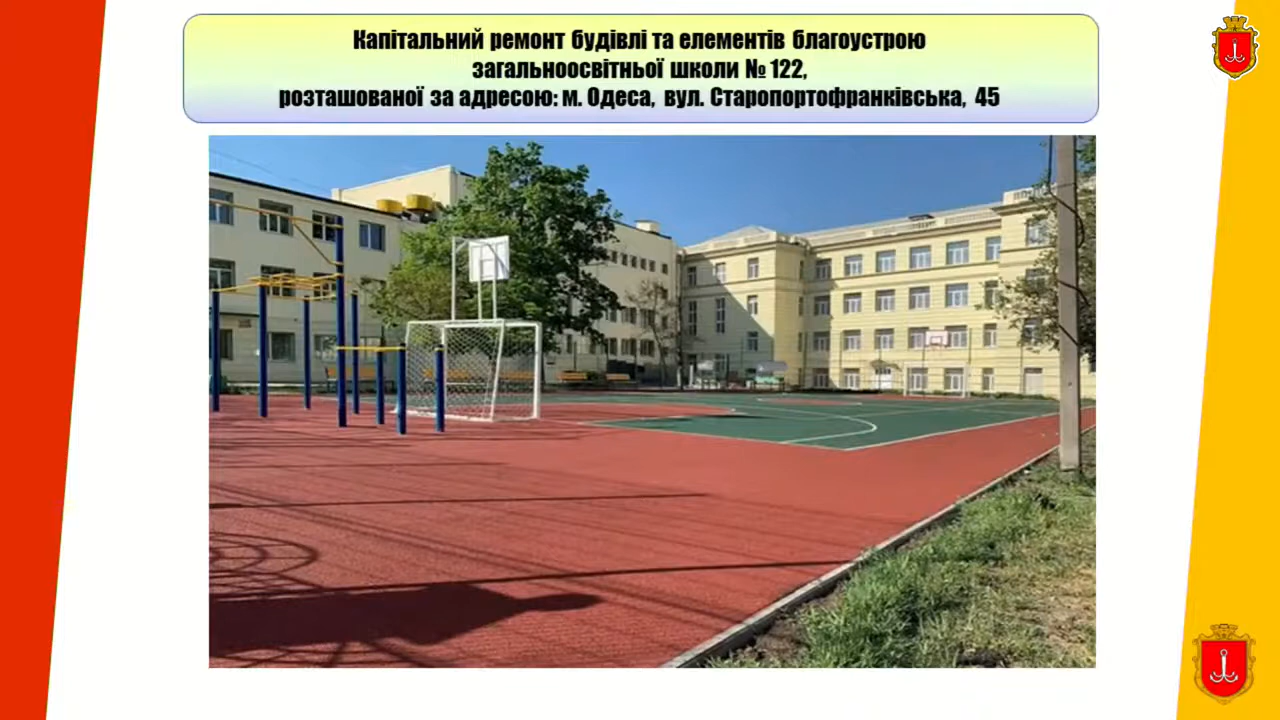 Капітальний ремонт будівлі та елементів благоустрою
загальноосвітньої школи № 122,
розташованої за адресою: м. Одеса, вул. Старопортофранківська, 45